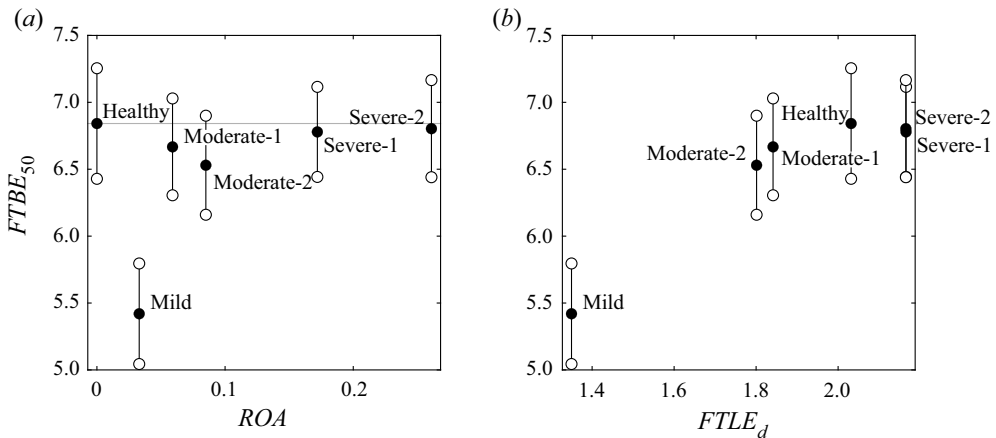 (a)
7.5
7.0
6.5
6.0
5.5
5.0
FTBE50
Healthy
Moderate-1
Moderate-2
Severe-2
Severe-1
Mild
0
0.1
0.2
ROA
(b)
7.5
7.0
6.5
6.0
5.5
5.0
Healthy
Severe-2
Moderate-2
Moderate-1
Severe-1
Mild
1.4
1.6
1.8
2.0
FTLEd